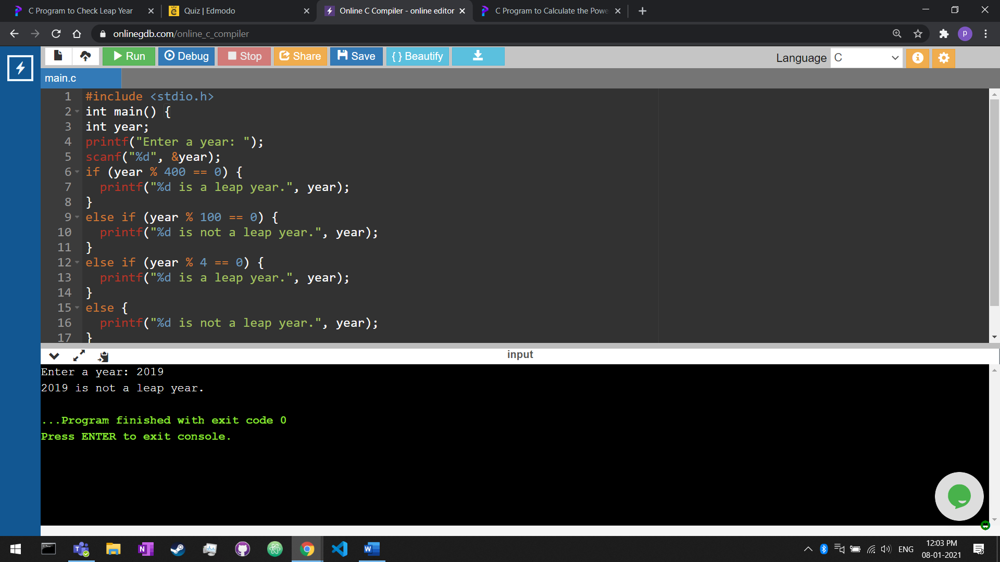 C Program to Check Leap Year
Quiz | Edmodo
Online C Compiler - online editor
C Program to Calculate the Powe
onlinegdb.com/online_c_compiler
P
Run
Debug
Stop
Share
Save
{ } Beautify
Language
C
main.c
1 #include <stdio.h>
2 int main() {
3 int year;
4 printf("Enter a year: ");
5 scanf("%d", &year);
6 if (year % 400 == 0) {
7 printf("%d is a leap year.", year);
8 }
9 else if (year % 100 == 0) {
10 printf("%d is not a leap year.", year);
11 }
12 else if (year % 4 == 0) {
13 printf("%d is a leap year.", year);
14 }
15 else {
16 printf("%d is not a leap year.", year);
17 }
input
Enter a year: 2019
2019 is not a leap year.
...Program finished with exit code 0
Press ENTER to exit console.
ENG
12:03 PM
08-01-2021